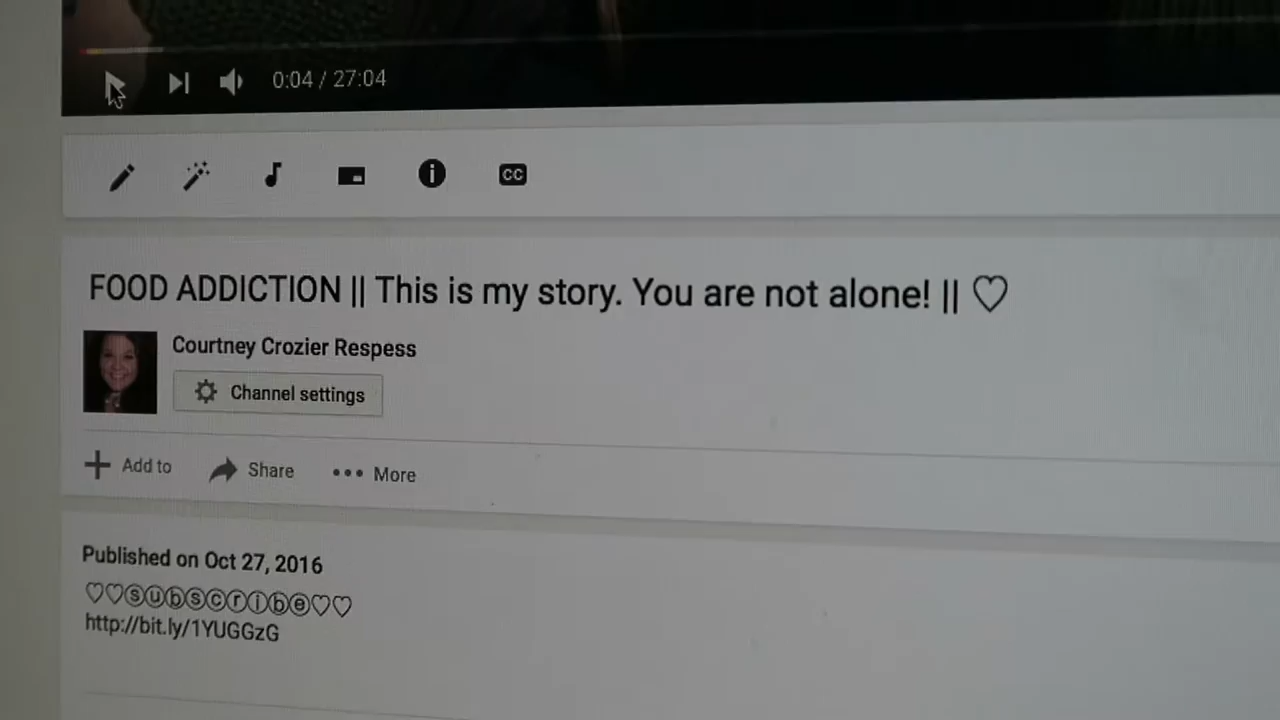 0:04 / 27:04
CC
FOOD ADDICTION || This is my story. You are not alone! || ♡
Courtney Crozier Respess
Channel settings
Add to Share More
Published on Oct 27, 2016
♡♡ⓢⓤⓑⓢⓒⓡⓘⓑⓔ♡♡
http://bit.ly/1YUGGzG